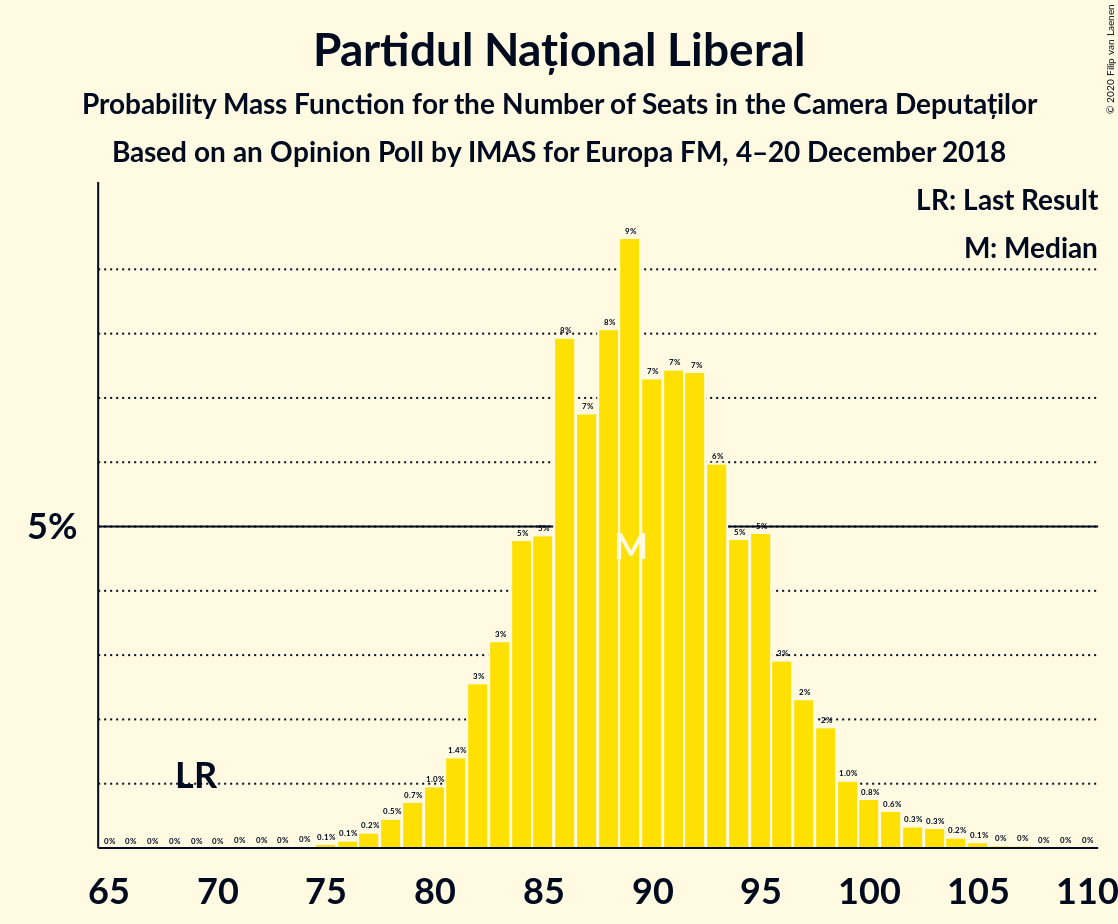 Partidul Național Liberal
Probability Mass Function for the Number of Seats in the Camera Deputaților
Based on an Opinion Poll by IMAS for Europa FM, 4–20 December 2018
© 2020 Filip van Laenen
LR: Last Result
M: Median
5%
0% 0% 0% 0% 0% 0% 0% 0% 0% 0% 0.1% 0.1% 0.2% 0.5% 0.7% 1.0% 1.4% 3% 3% 5% 5% 8% 7% 8% 9% 7% 7% 7% 6% 5% 5% 3% 2% 2% 1.0% 0.8% 0.6% 0.3% 0.3% 0.2% 0.1% 0% 0% 0% 0% 0%
M
LR
65 70 75 80 85 90 95 100 105 110